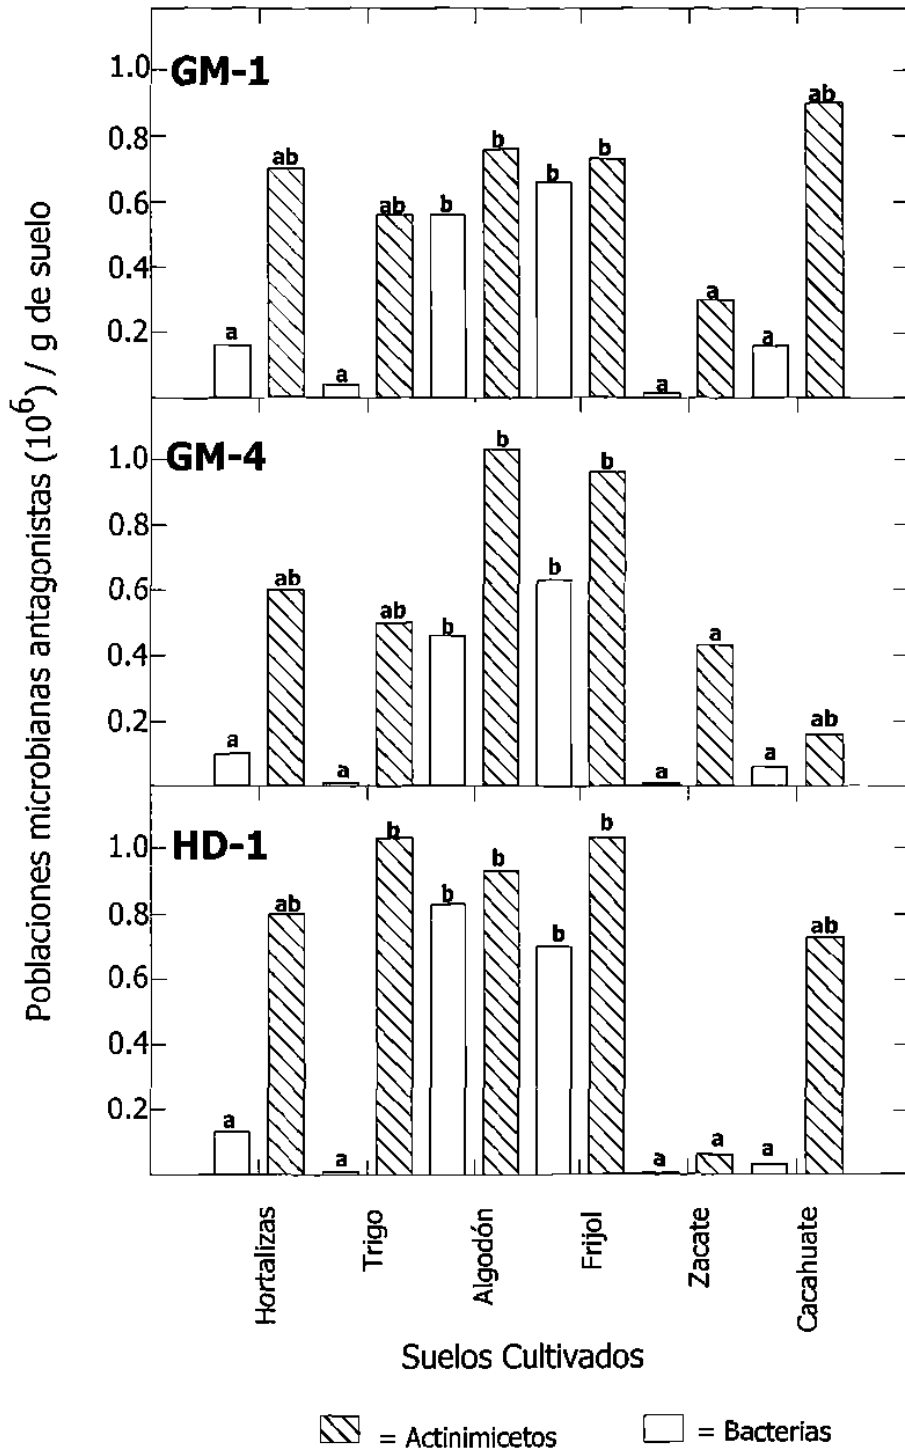 Poblaciones microbianas antagonistas (10^6) / g de suelo
GM-1
1.0
0.8
0.6
0.4
0.2
a ab a ab b b b b a a a ab
GM-4
1.0
0.8
0.6
0.4
0.2
a ab a ab b b b b a a a ab
HD-1
1.0
0.8
0.6
0.4
0.2
a ab a b b b b b a a a ab
Hortalizas
Trigo
Algodón
Frijol
Zacate
Cacahuate
Suelos Cultivados
= Actinimicetos
= Bacterias